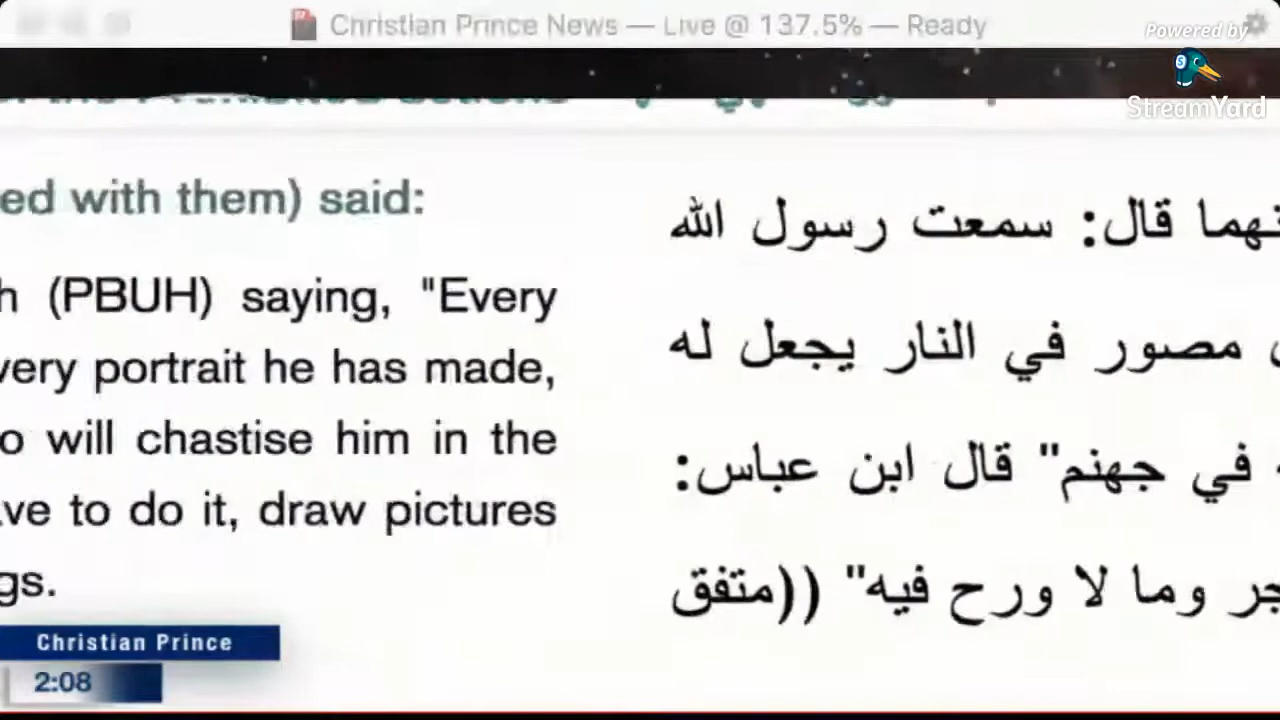 Christian Prince News — Live @ 137.5% — Ready
Powered by
StreamYard
ed with them) said:
h (PBUH) saying, "Every
very portrait he has made,
o will chastise him in the
ve to do it, draw pictures
gs.
نهما قال: سمعت رسول الله
مصور في النار يجعل له
في جهنم" قال ابن عباس:
جر وما لا ورح فيه" ((متفق
Christian Prince
2:08